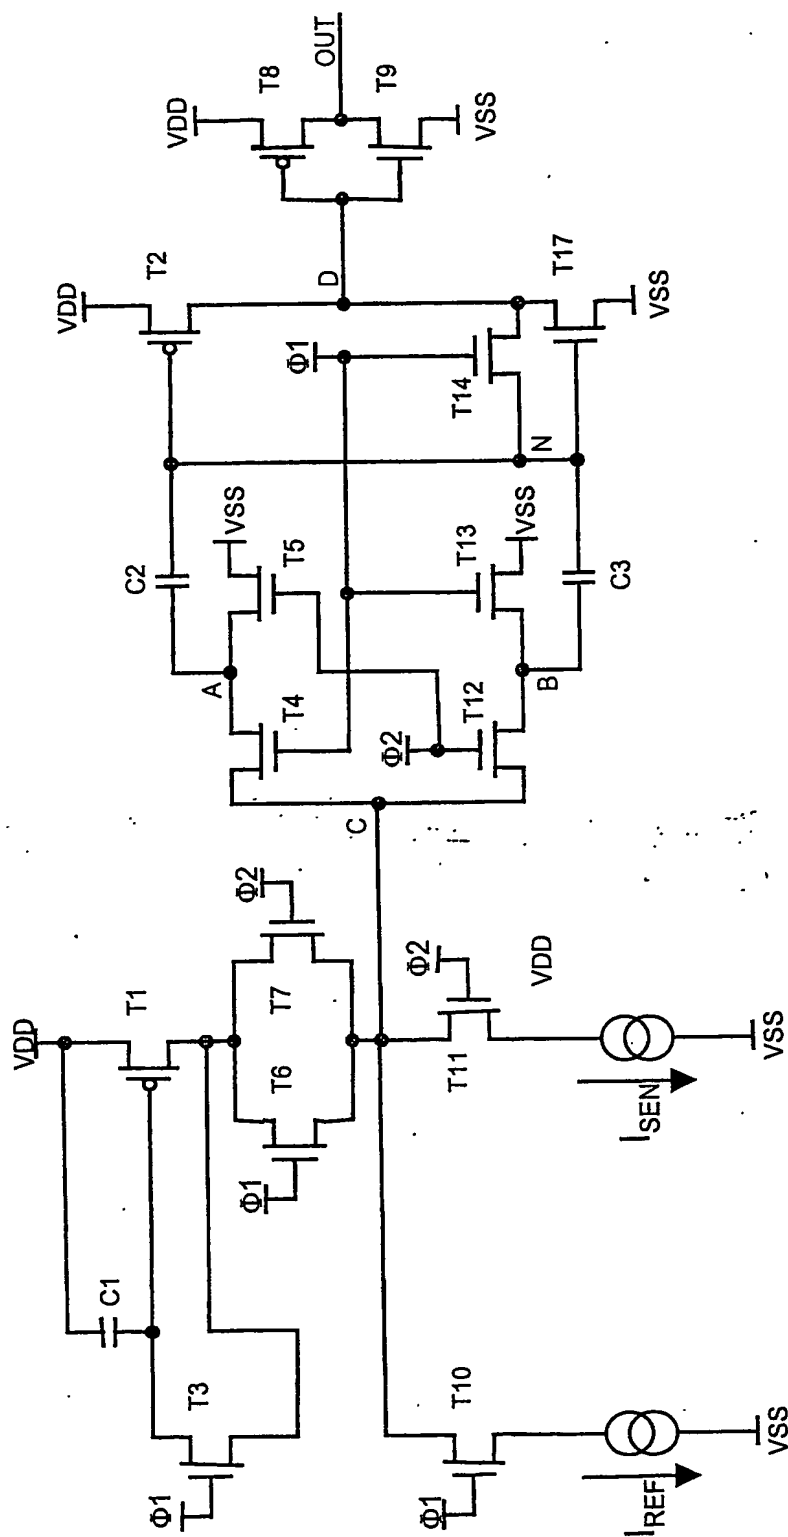 VDD
T1
C1
T3
Φ1
Φ1
T6
T7
Φ2
Φ1
T10
IREF
VSS
T11
Φ2
VDD
ISEN
VSS
C
A
T4
T5
VSS
C2
Φ2
T12
B
T13
VSS
C3
Φ1
T14
N
VDD
T2
D
T17
VSS
VDD
T8
OUT
T9
VSS